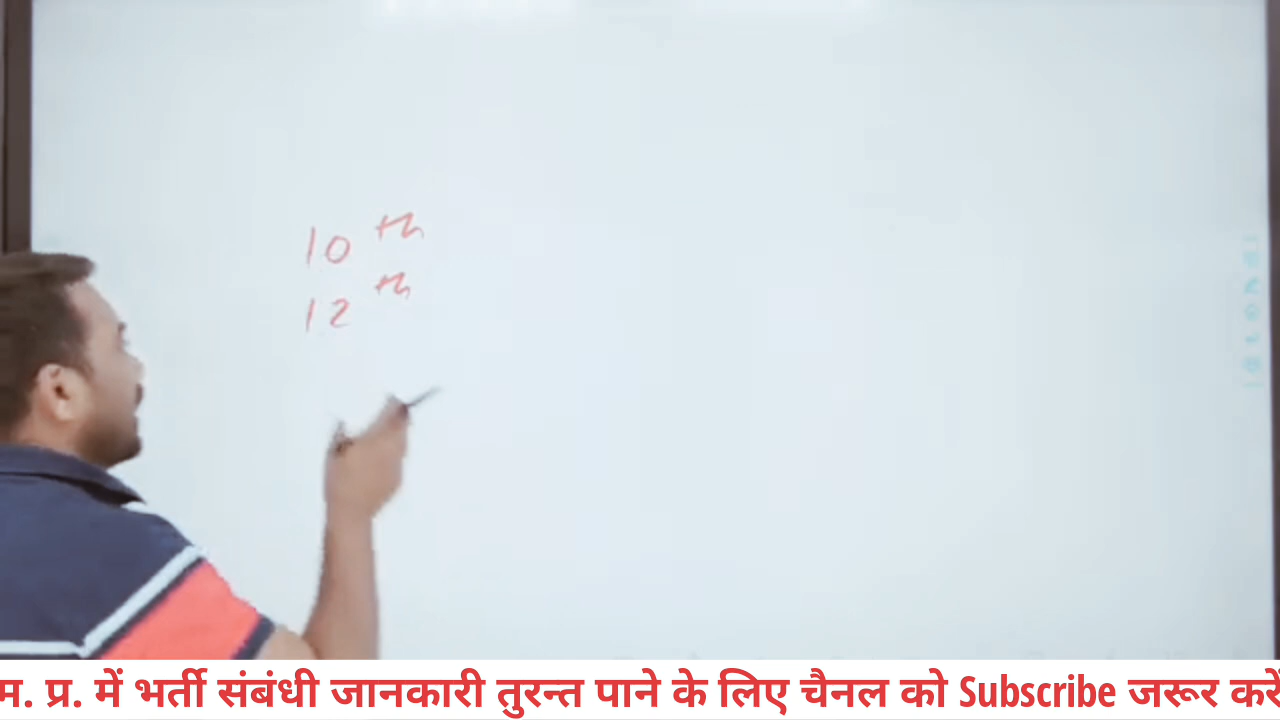 10th
12th
म. प्र. में भर्ती संबंधी जानकारी तुरन्त पाने के लिए चैनल को Subscribe जरूर करें